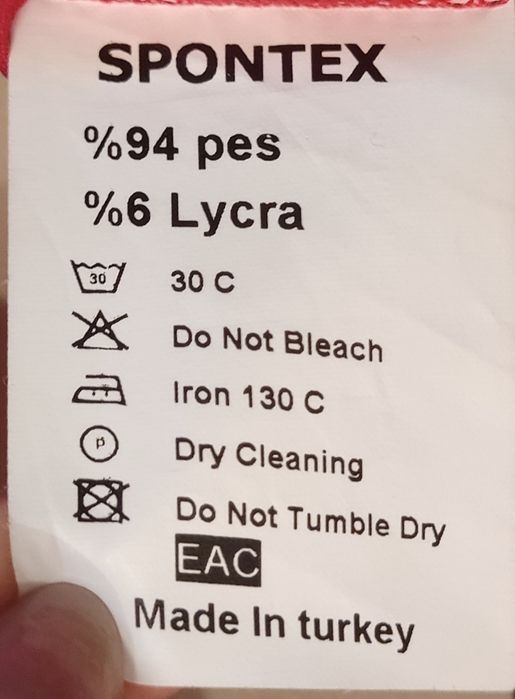 SPONTEX
%94 pes
%6 Lycra
30 30 C
Do Not Bleach
Iron 130 C
P Dry Cleaning
Do Not Tumble Dry
EAC
Made In turkey